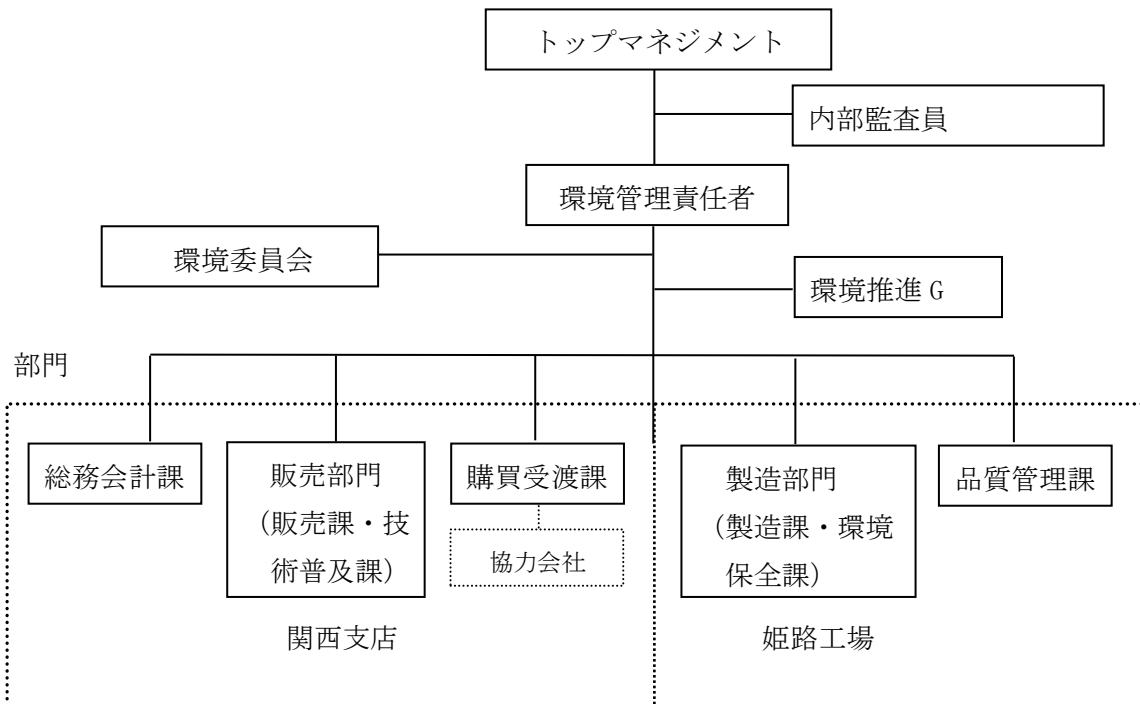 トップマネジメント
内部監査員
環境管理責任者
環境委員会
環境推進 G
部門
総務会計課
販売部門
(販売課・技
術普及課)
購買受渡課
協力会社
製造部門
(製造課・環境
保全課)
品質管理課
関西支店
姫路工場